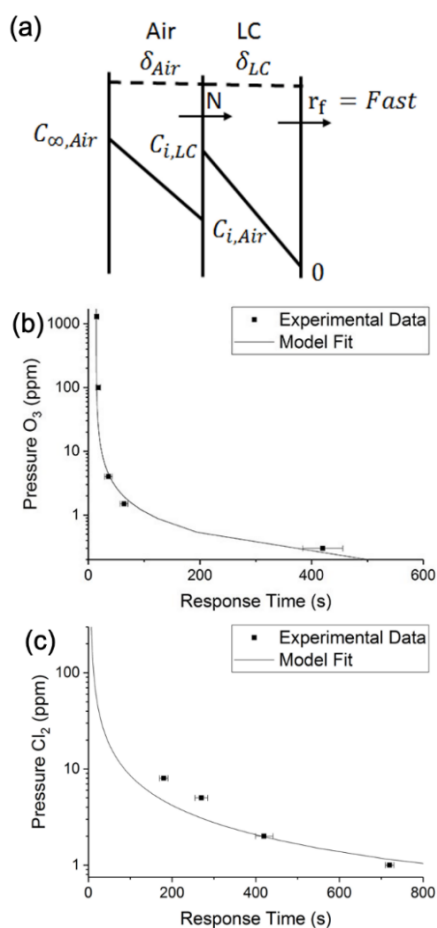 (a)
Air LC
δ_Air δ_LC
N r_f = Fast
C_∞,Air C_i,LC
C_i,Air
0
(b)
Experimental Data
Model Fit
Pressure O₃ (ppm)
1000
100
10
1
0 200 400 600
Response Time (s)
(c)
Experimental Data
Model Fit
Pressure Cl₂ (ppm)
100
10
1
0 200 400 600 800
Response Time (s)